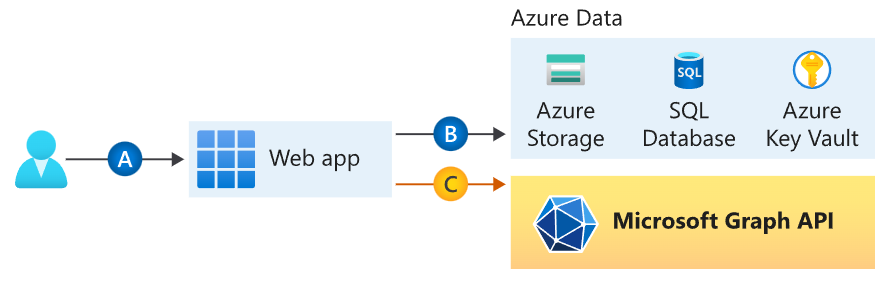 Azure Data
SQL
Azure
Storage
SQL
Database
Azure
Key Vault
A
Web app
B
C
Microsoft Graph API